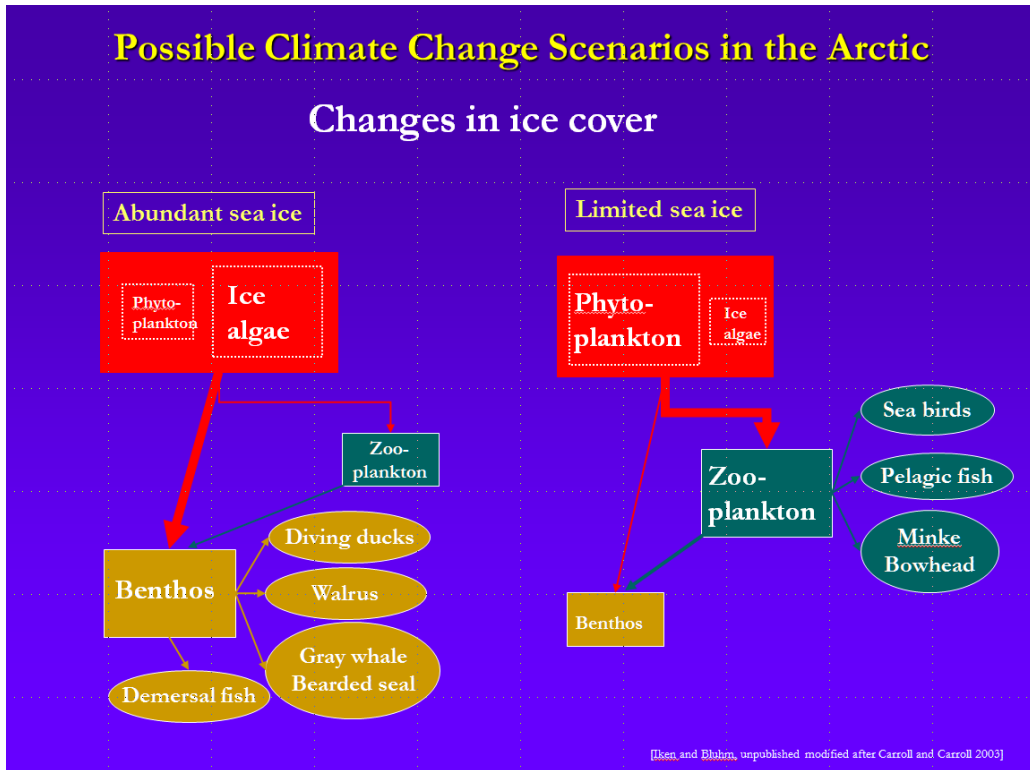 Possible Climate Change Scenarios in the Arctic
Changes in ice cover
Abundant sea ice
Phyto-
plankton
Ice
algae
Zoo-
plankton
Benthos
Diving ducks
Walrus
Gray whale
Bearded seal
Demersal fish
Limited sea ice
Phyto-
plankton
Ice
algae
Zoo-
plankton
Sea birds
Pelagic fish
Minke
Bowhead
Benthos
[Iken and Bluhm, unpublished modified after Carroll and Carroll 2003]